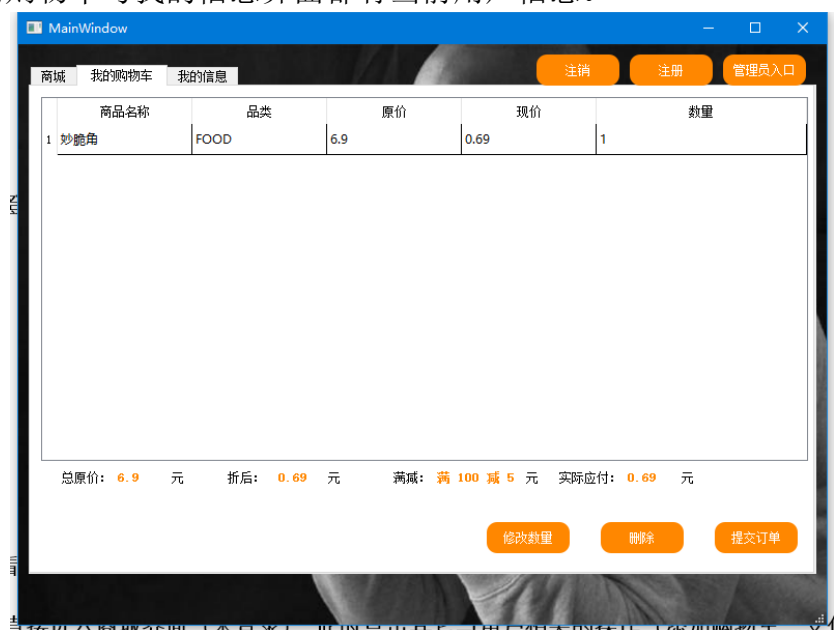 MainWindow
注销 注册 管理员入口
商城 我的购物车 我的信息
商品名称 品类 原价 现价 数量
1 妙脆角 FOOD 6.9 0.69 1
总原价: 6.9 元 折后: 0.69 元 满减: 满 100 减 5 元 实际应付: 0.69 元
修改数量 删除 提交订单